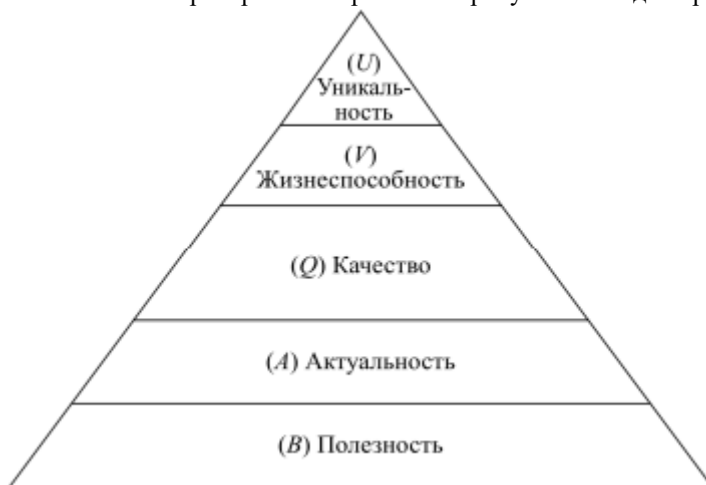 (U)
Уникаль-
ность
(V)
Жизнеспособность
(Q) Качество
(A) Актуальность
(B) Полезность